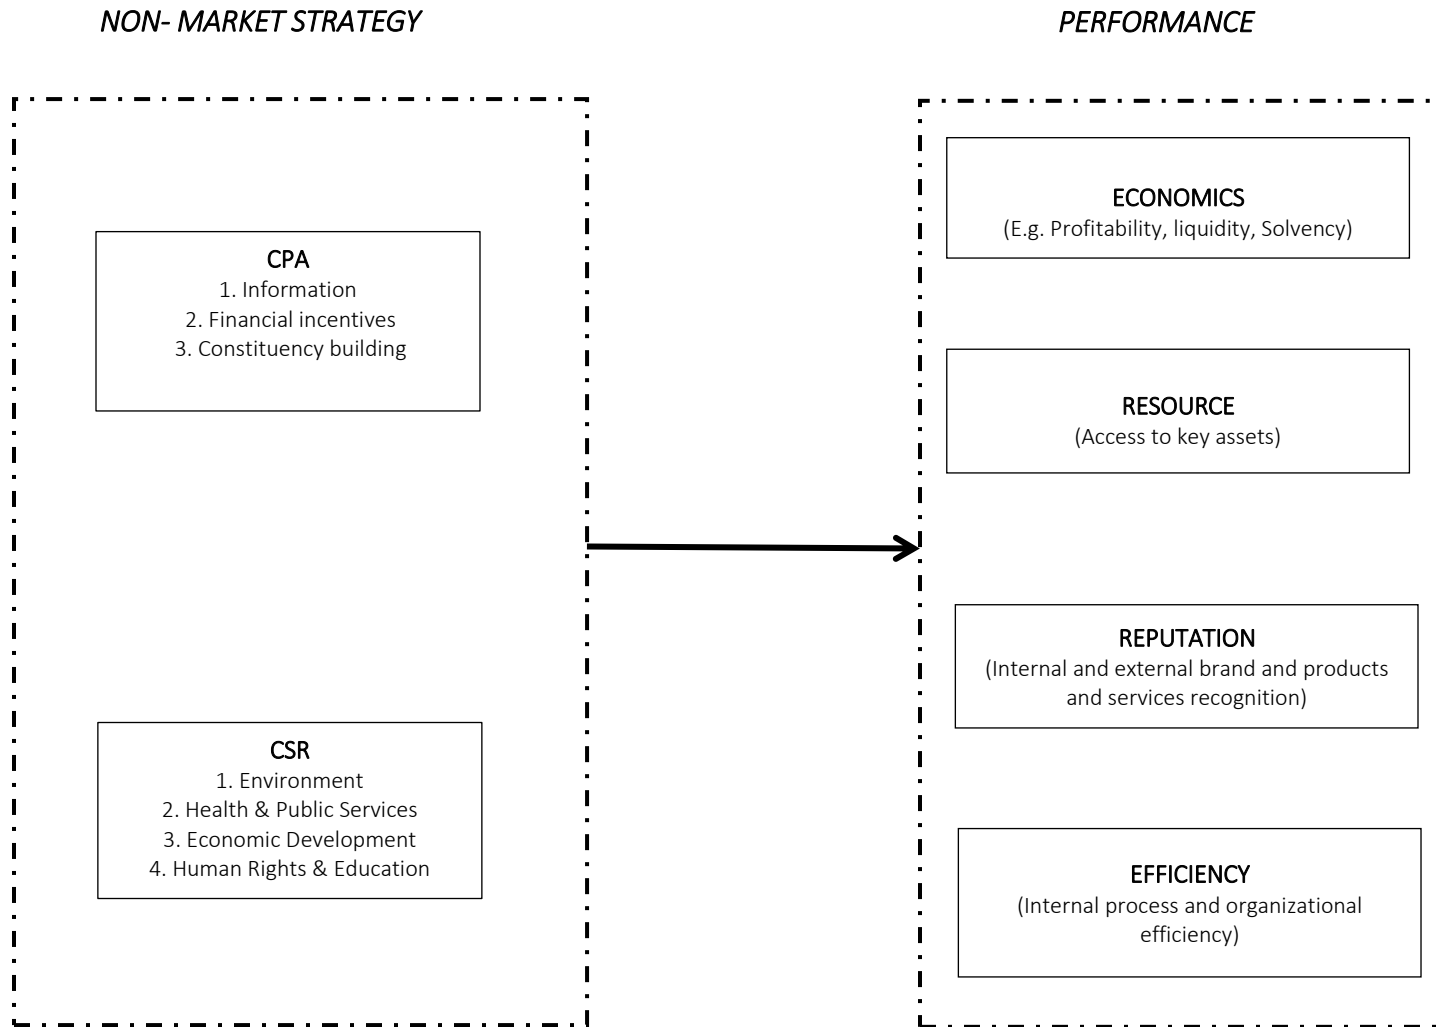 NON- MARKET STRATEGY
PERFORMANCE
CPA
1. Information
2. Financial incentives
3. Constituency building
CSR
1. Environment
2. Health & Public Services
3. Economic Development
4. Human Rights & Education
ECONOMICS
(E.g. Profitability, liquidity, Solvency)
RESOURCE
(Access to key assets)
REPUTATION
(Internal and external brand and products
and services recognition)
EFFICIENCY
(Internal process and organizational
efficiency)